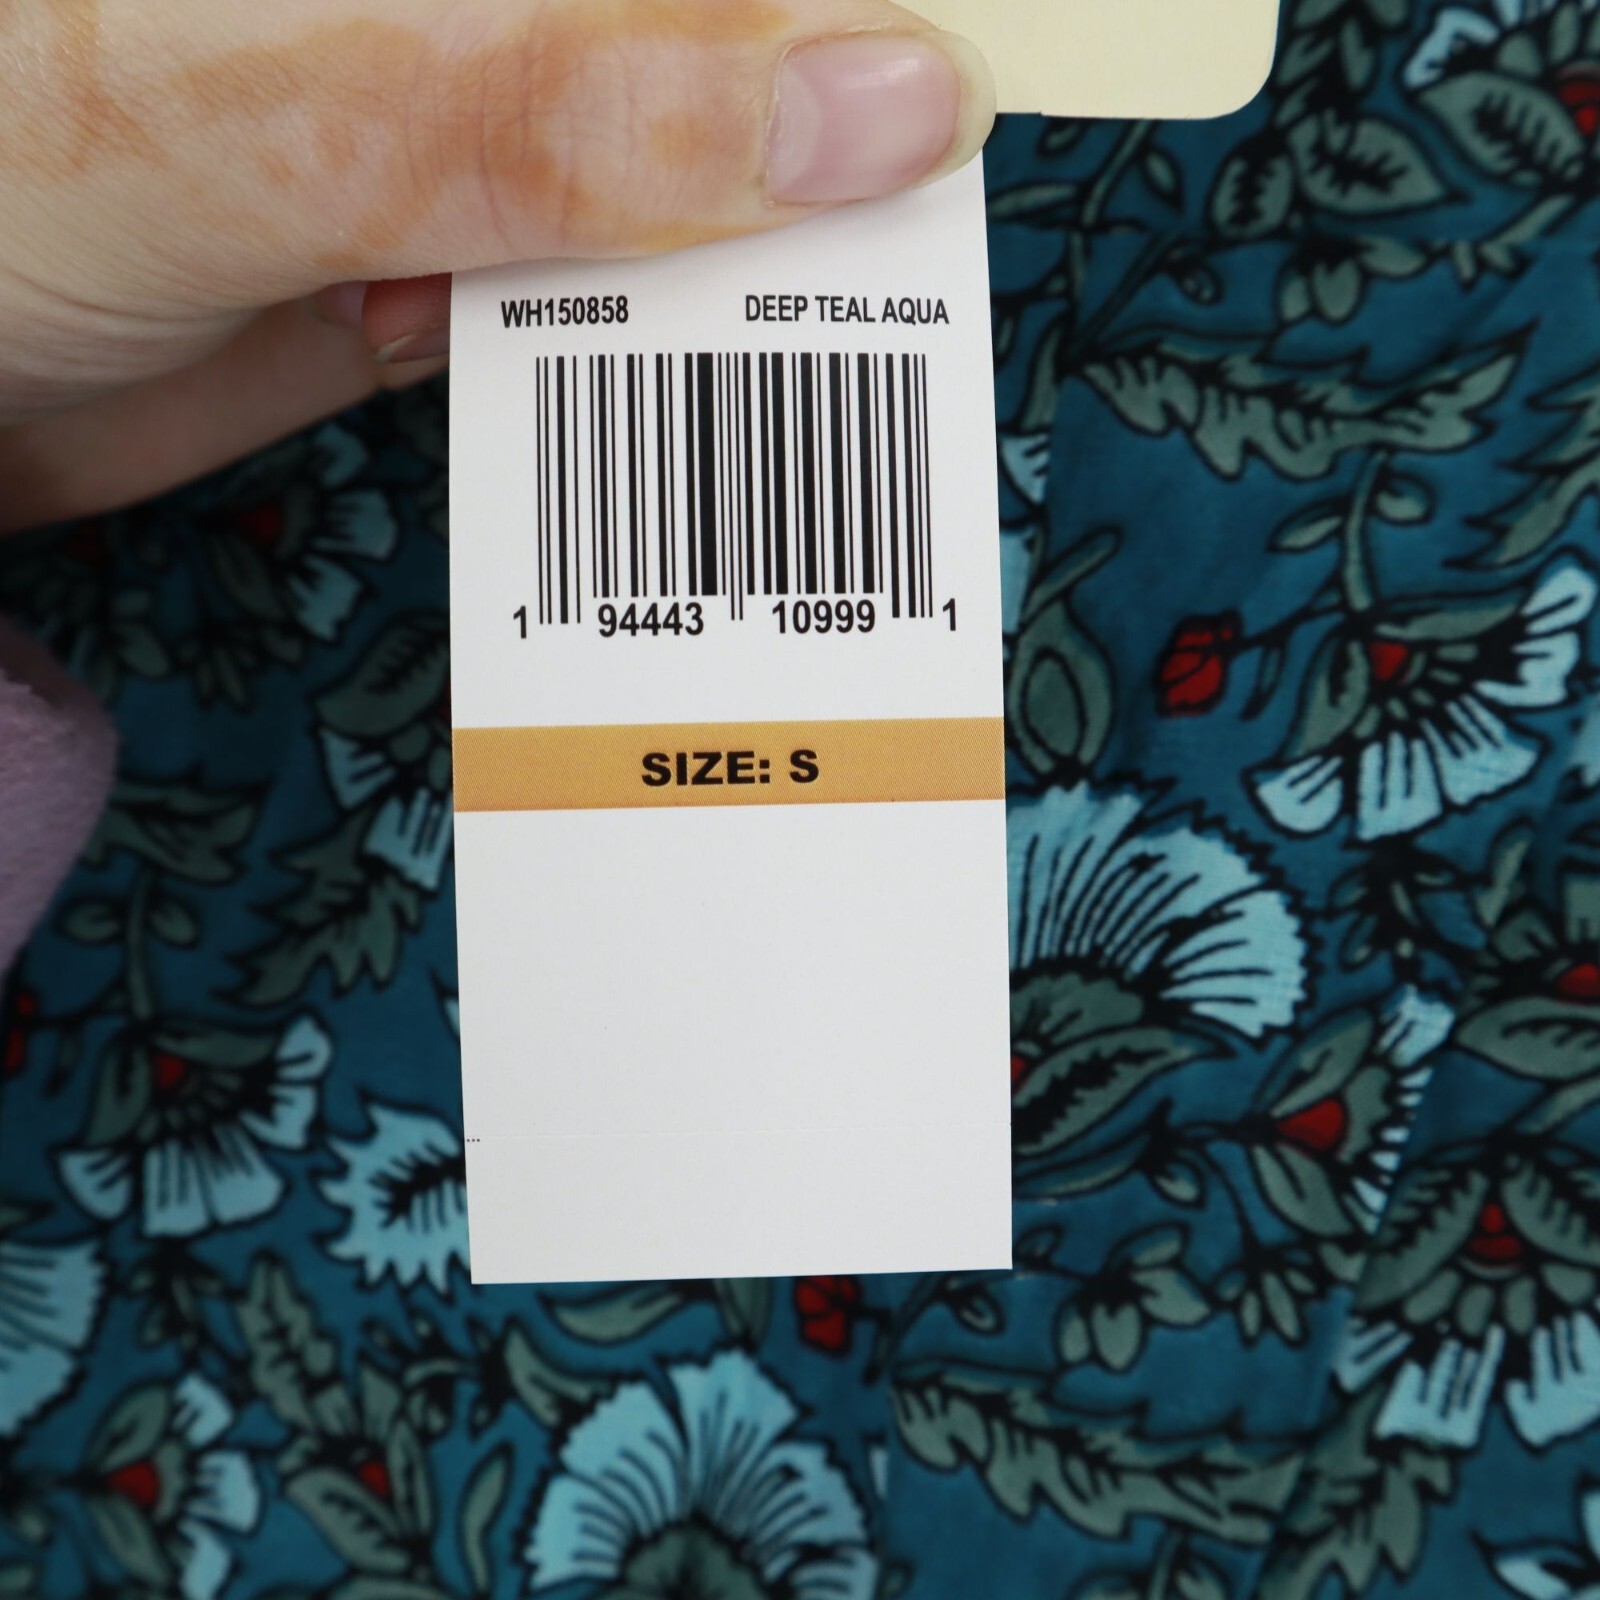 WH150858 DEEP TEAL AQUA
1 94443 10999 1
SIZE: S